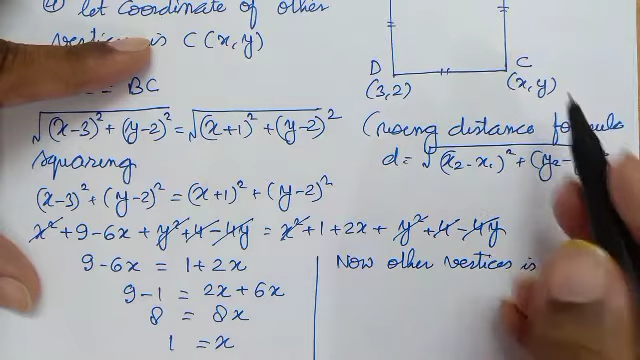 let coordinate of other
vertices is C (x, y)
= BC
√(x-3)² + (y-2)² = √(x+1)² + (y-2)²
squaring
(x-3)² + (y-2)² = (x+1)² + (y-2)²
x² + 9 - 6x + y² + 4 - 4y = x² + 1 + 2x + y² + 4 - 4y
9 - 6x = 1 + 2x
9 - 1 = 2x + 6x
8 = 8x
1 = x
D
(3, 2)
C
(x, y)
(using distance
d = √(x₂ - x₁)² + (y₂ -
Now other vertices is